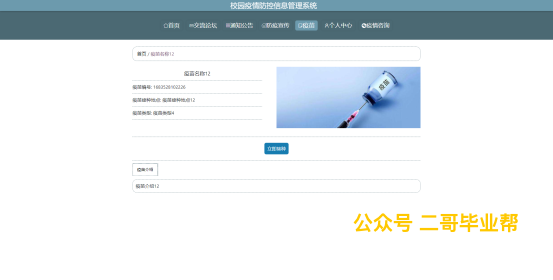 校园疫情防控信息管理系统
首页 交流论坛 通知公告 防疫宣传 疫苗 个人中心 疫情咨询
首页 / 疫苗名称12
疫苗名称12
疫苗编号: 1683528102226
疫苗接种地点: 疫苗接种地点12
疫苗类型: 疫苗类型4
疫苗
立即接种
疫苗介绍
疫苗介绍12
公众号 二哥毕业帮